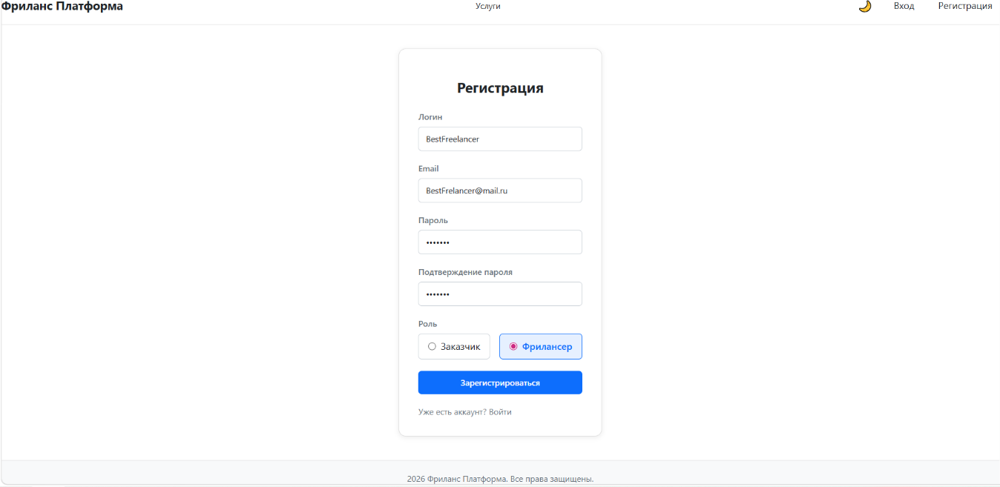 Фриланс Платформа Услуги Вход Регистрация
Регистрация
Логин
BestFreelancer
Email
BestFrelancer@mail.ru
Пароль
•••••••
Подтверждение пароля
•••••••
Роль
Заказчик Фрилансер
Зарегистрироваться
Уже есть аккаунт? Войти
2026 Фриланс Платформа. Все права защищены.